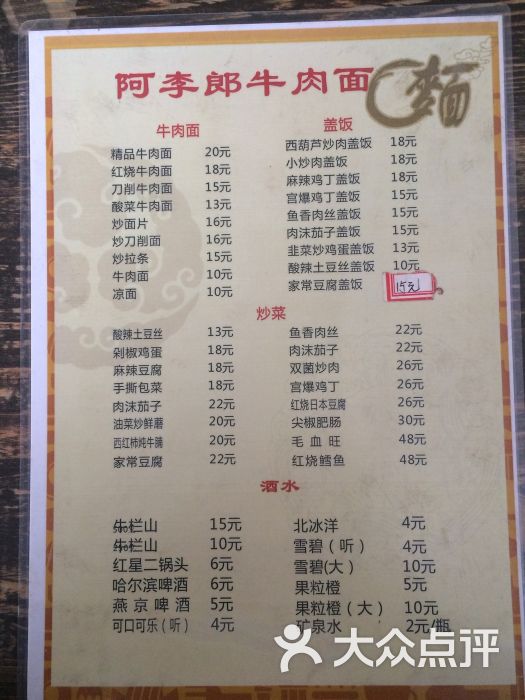 阿李郎牛肉面
麵
牛肉面
精品牛肉面 20元
红烧牛肉面 18元
刀削牛肉面 15元
酸菜牛肉面 13元
炒面片 16元
炒刀削面 16元
炒拉条 15元
牛肉面 10元
凉面 10元
盖饭
西葫芦炒肉盖饭 18元
小炒肉盖饭 18元
麻辣鸡丁盖饭 18元
宫爆鸡丁盖饭 15元
鱼香肉丝盖饭 15元
肉沫茄子盖饭 15元
韭菜炒鸡蛋盖饭 13元
酸辣土豆丝盖饭 10元
家常豆腐盖饭 15元
炒菜
酸辣土豆丝 13元
剁椒鸡蛋 18元
麻辣豆腐 18元
手撕包菜 18元
肉沫茄子 22元
油菜炒鲜蘑 20元
西红柿炖牛腩 20元
家常豆腐 22元
鱼香肉丝 22元
肉沫茄子 22元
双菌炒肉 26元
宫爆鸡丁 26元
红烧日本豆腐 26元
尖椒肥肠 30元
毛血旺 48元
红烧鳕鱼 48元
酒水
牛栏山 15元
牛栏山 10元
红星二锅头 6元
哈尔滨啤酒 6元
燕京啤酒 5元
可口可乐（听） 4元
北冰洋 4元
雪碧（听） 4元
雪碧(大） 10元
果粒橙 5元
果粒橙（大） 10元
矿泉水 2元/瓶
大众点评